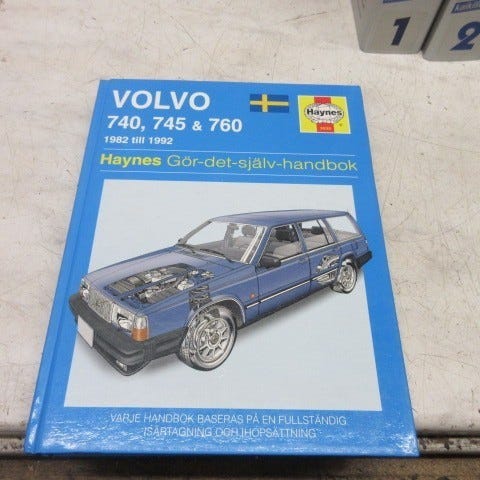 1
2
VOLVO
740, 745 & 760
1982 till 1992
Haynes
Haynes Gör-det-själv-handbok
VARJE HANDBOK BASERAS PÅ EN FULLSTÄNDIG
ISÄRTAGNING OCH IHOPSÄTTNING